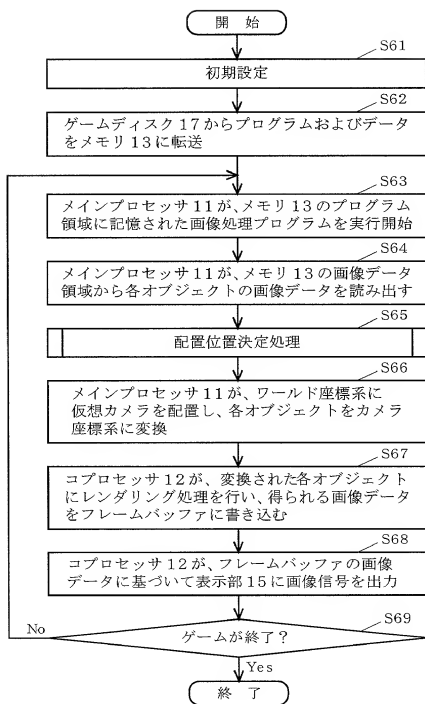 開 始
S61
初期設定
S62
ゲームディスク17からプログラムおよびデータ
をメモリ13に転送
S63
メインプロセッサ11が、メモリ13のプログラム
領域に記憶された画像処理プログラムを実行開始
S64
メインプロセッサ11が、メモリ13の画像データ
領域から各オブジェクトの画像データを読み出す
S65
配置位置決定処理
S66
メインプロセッサ11が、ワールド座標系に
仮想カメラを配置し、各オブジェクトをカメラ
座標系に変換
S67
コプロセッサ12が、変換された各オブジェクト
にレンダリング処理を行い、得られる画像データ
をフレームバッファに書き込む
S68
コプロセッサ12が、フレームバッファの画像
データに基づいて表示部15に画像信号を出力
S69
No
ゲームが終了?
Yes
終 了